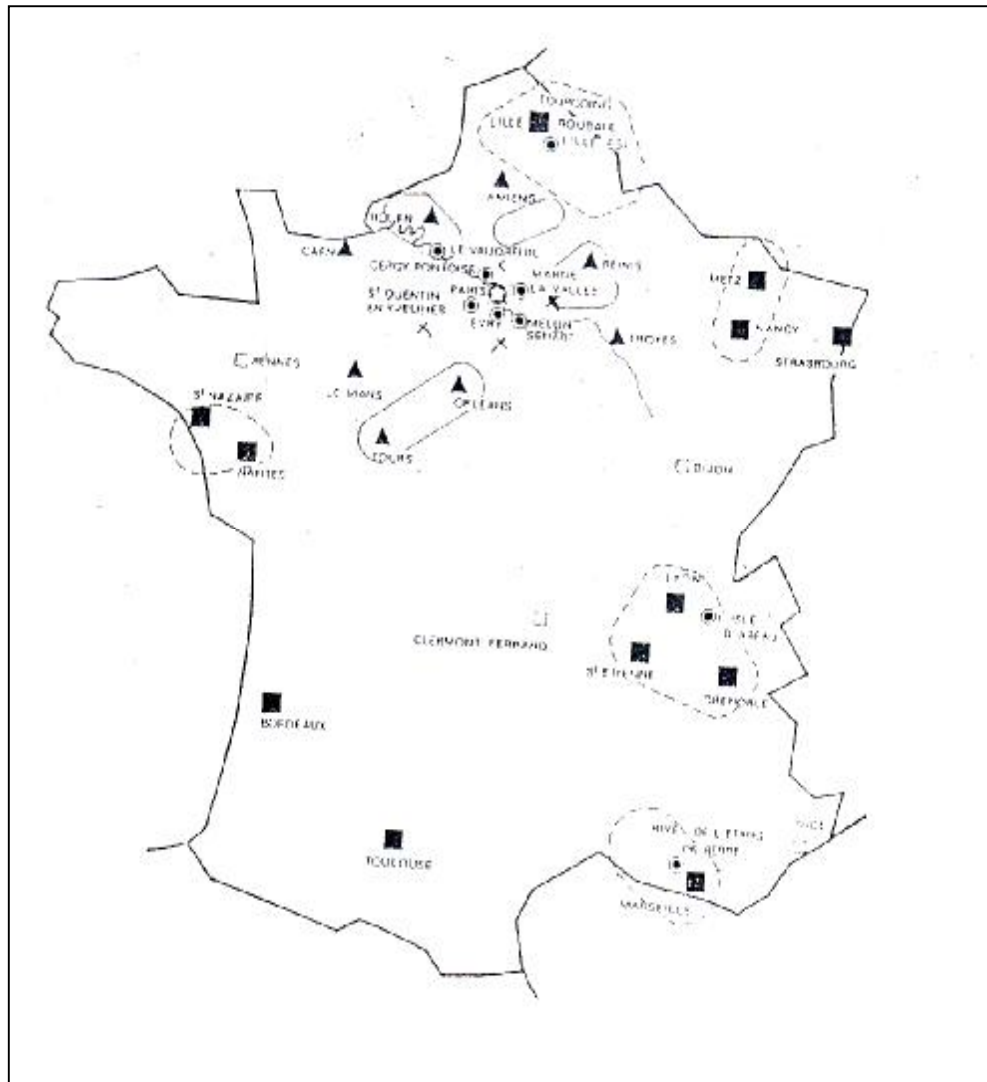 TOURCOING
LILLE
ROUBAIX
LILLE EST
AMIENS
ROUEN
CAEN
LE VAUDREUIL
CERGY PONTOISE
REIMS
MARNE
LA VALLEE
PARIS
ST QUENTIN
EN YVELINES
EVRY
MELUN
SENART
TROYES
METZ
NANCY
STRASBOURG
RENNES
LE MANS
ORLEANS
ST NAZAIRE
TOURS
NANTES
DIJON
LYON
L'ISLE
D'ABEAU
CLERMONT FERRAND
ST ETIENNE
GRENOBLE
BORDEAUX
NICE
RIVES DE L'ETANG
DE BERRE
TOULOUSE
MARSEILLE